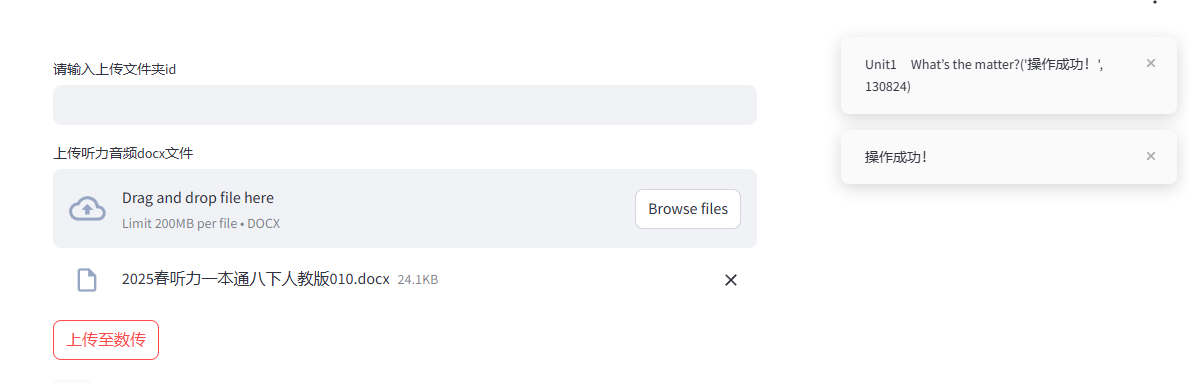 请输入上传文件夹id
上传听力音频docx文件
Drag and drop file here
Limit 200MB per file • DOCX
Browse files
2025春听力一本通八下人教版010.docx 24.1KB
上传至数传
Unit1　What's the matter?('操作成功！',
130824)
操作成功！